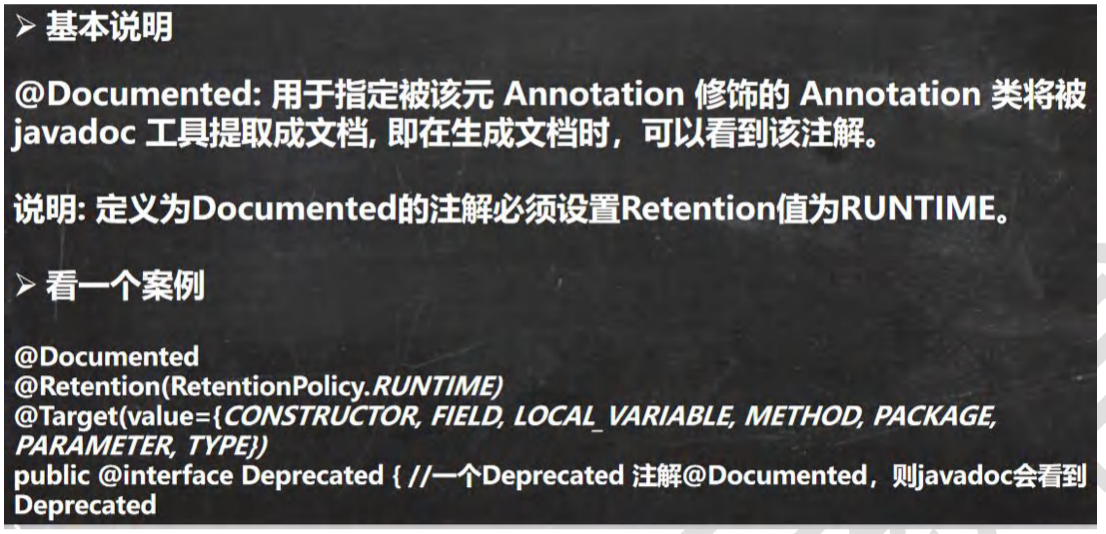 ➢ 基本说明
@Documented: 用于指定被该元 Annotation 修饰的 Annotation 类将被
javadoc 工具提取成文档, 即在生成文档时，可以看到该注解。
说明: 定义为Documented的注解必须设置Retention值为RUNTIME。
➢ 看一个案例
@Documented
@Retention(RetentionPolicy.RUNTIME)
@Target(value={CONSTRUCTOR, FIELD, LOCAL_VARIABLE, METHOD, PACKAGE,
PARAMETER, TYPE})
public @interface Deprecated { //一个Deprecated 注解@Documented，则javadoc会看到
Deprecated